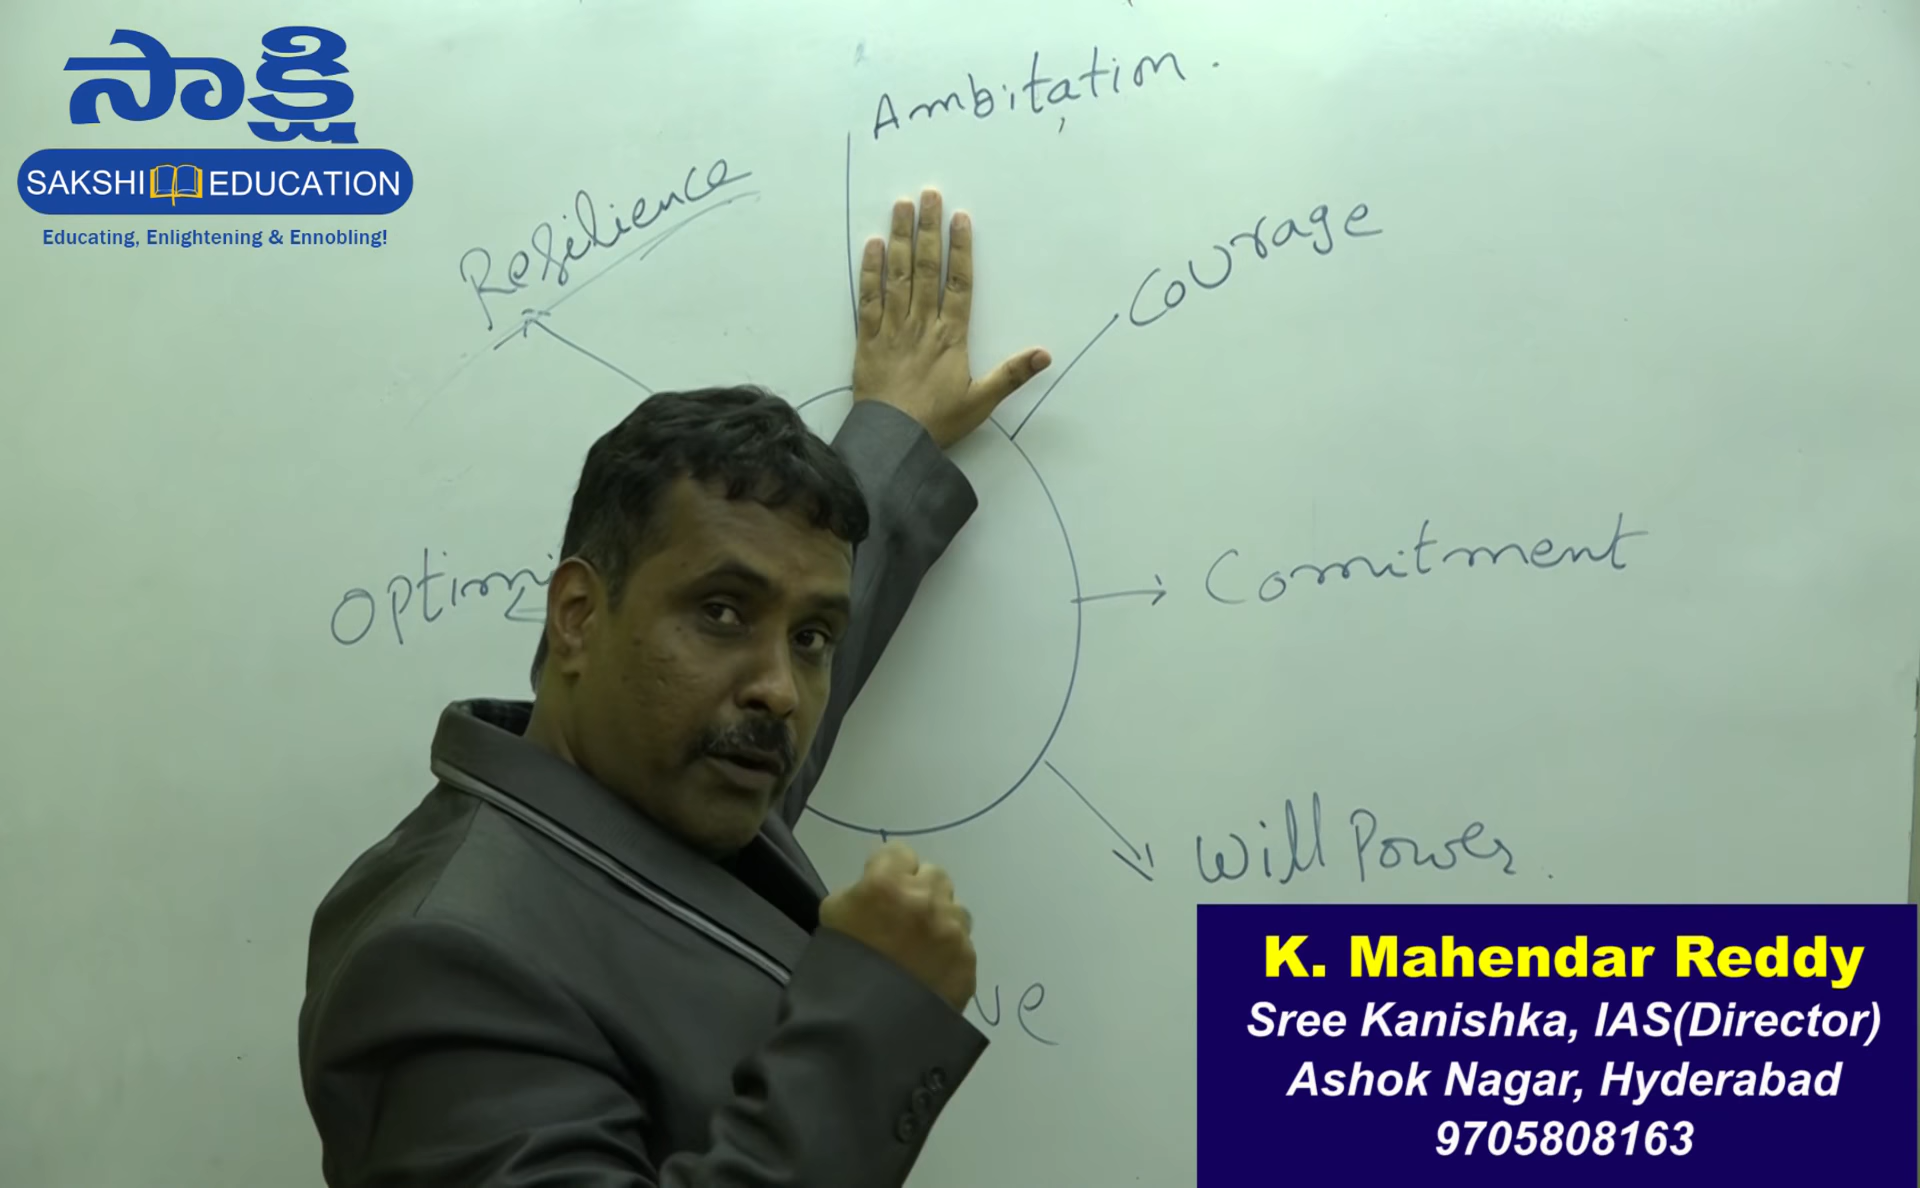 సాక్షి
SAKSHI EDUCATION
Educating, Enlightening & Ennobling!
Ambitation.
Resilience
Courage
Comitment
Will Power.
K. Mahendar Reddy
Sree Kanishka, IAS(Director)
Ashok Nagar, Hyderabad
9705808163